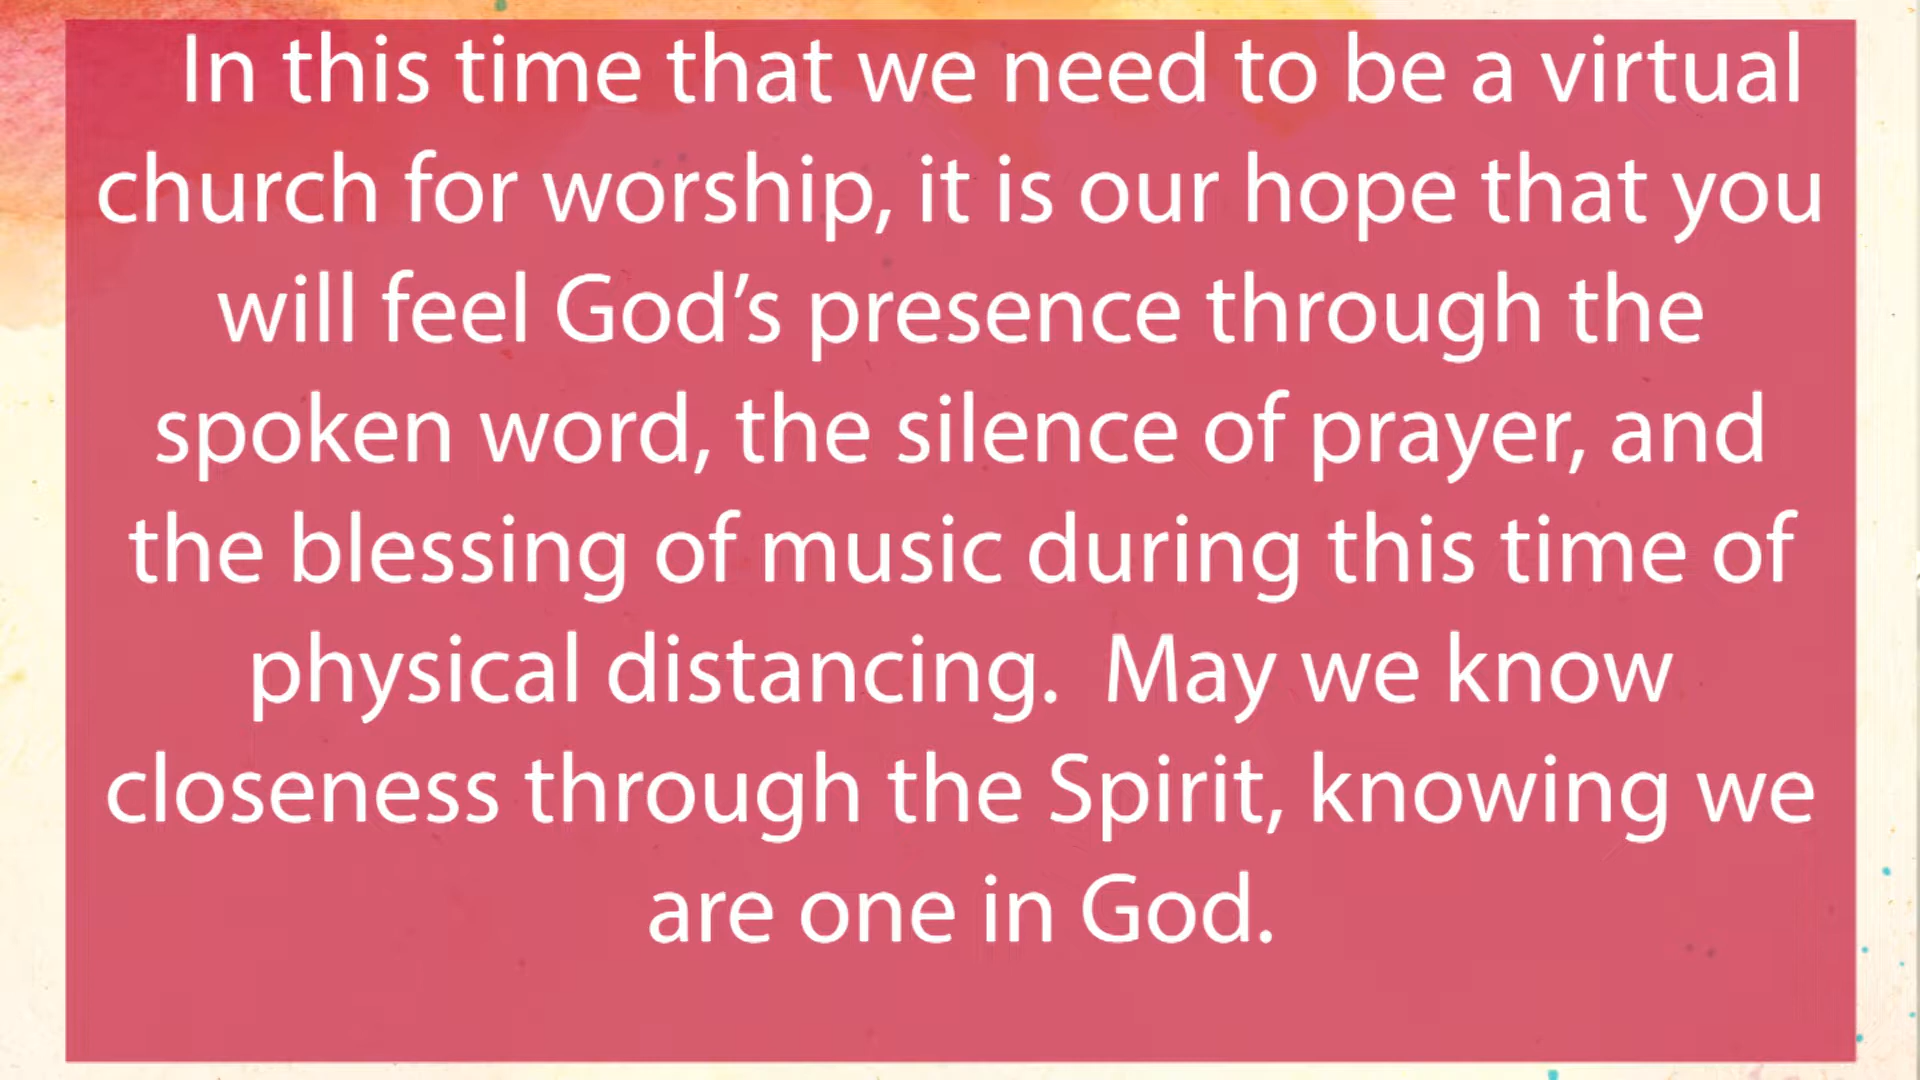 In this time that we need to be a virtual
church for worship, it is our hope that you
will feel God’s presence through the
spoken word, the silence of prayer, and
the blessing of music during this time of
physical distancing.  May we know
closeness through the Spirit, knowing we
are one in God.